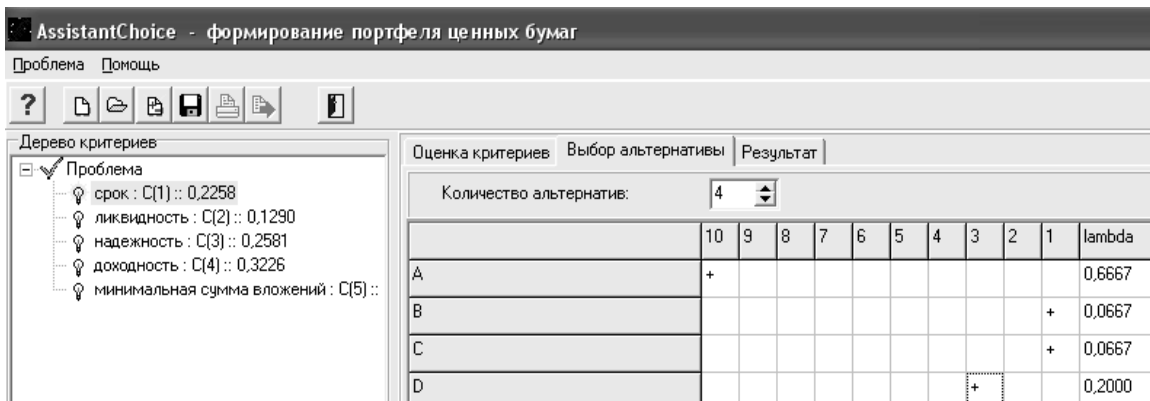 AssistantChoice - формирование портфеля ценных бумаг
Проблема Помощь
?
Дерево критериев
Проблема
срок : C(1) :: 0,2258
ликвидность : C(2) :: 0,1290
надежность : C(3) :: 0,2581
доходность : C(4) :: 0,3226
минимальная сумма вложений : C(5) ::
Оценка критериев Выбор альтернативы Результат
Количество альтернатив: 4
10 9 8 7 6 5 4 3 2 1 lambda
A + 0,6667
B + 0,0667
C + 0,0667
D + 0,2000